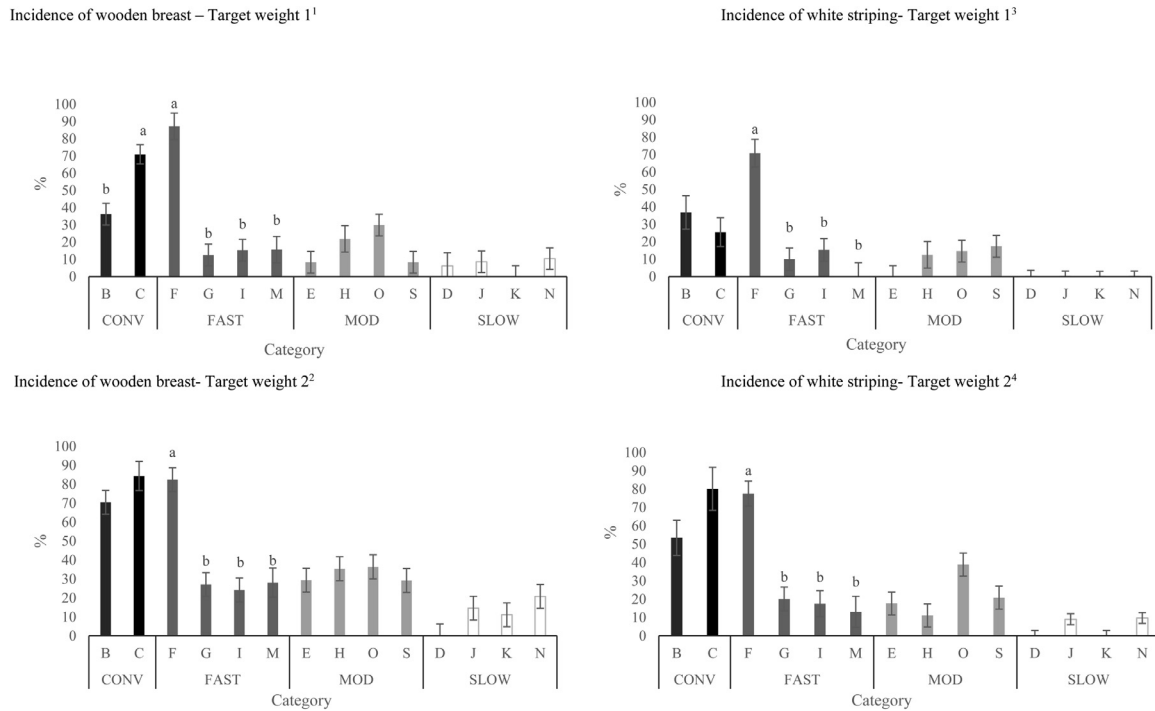 Incidence of wooden breast – Target weight 1¹
100
90
80
70
60
50
40
30
20
10
0
%
b
a
a
b
b
b
B C F G I M E H O S D J K N
CONV FAST MOD SLOW
Category
Incidence of white striping- Target weight 1³
100
90
80
70
60
50
40
30
20
10
0
%
a
b
b
b
B C F G I M E H O S D J K N
CONV FAST MOD SLOW
Category
Incidence of wooden breast- Target weight 2²
100
90
80
70
60
50
40
30
20
10
0
%
a
b
b
b
B C F G I M E H O S D J K N
CONV FAST MOD SLOW
Category
Incidence of white striping- Target weight 2⁴
100
90
80
70
60
50
40
30
20
10
0
%
a
b
b
b
B C F G I M E H O S D J K N
CONV FAST MOD SLOW
Category